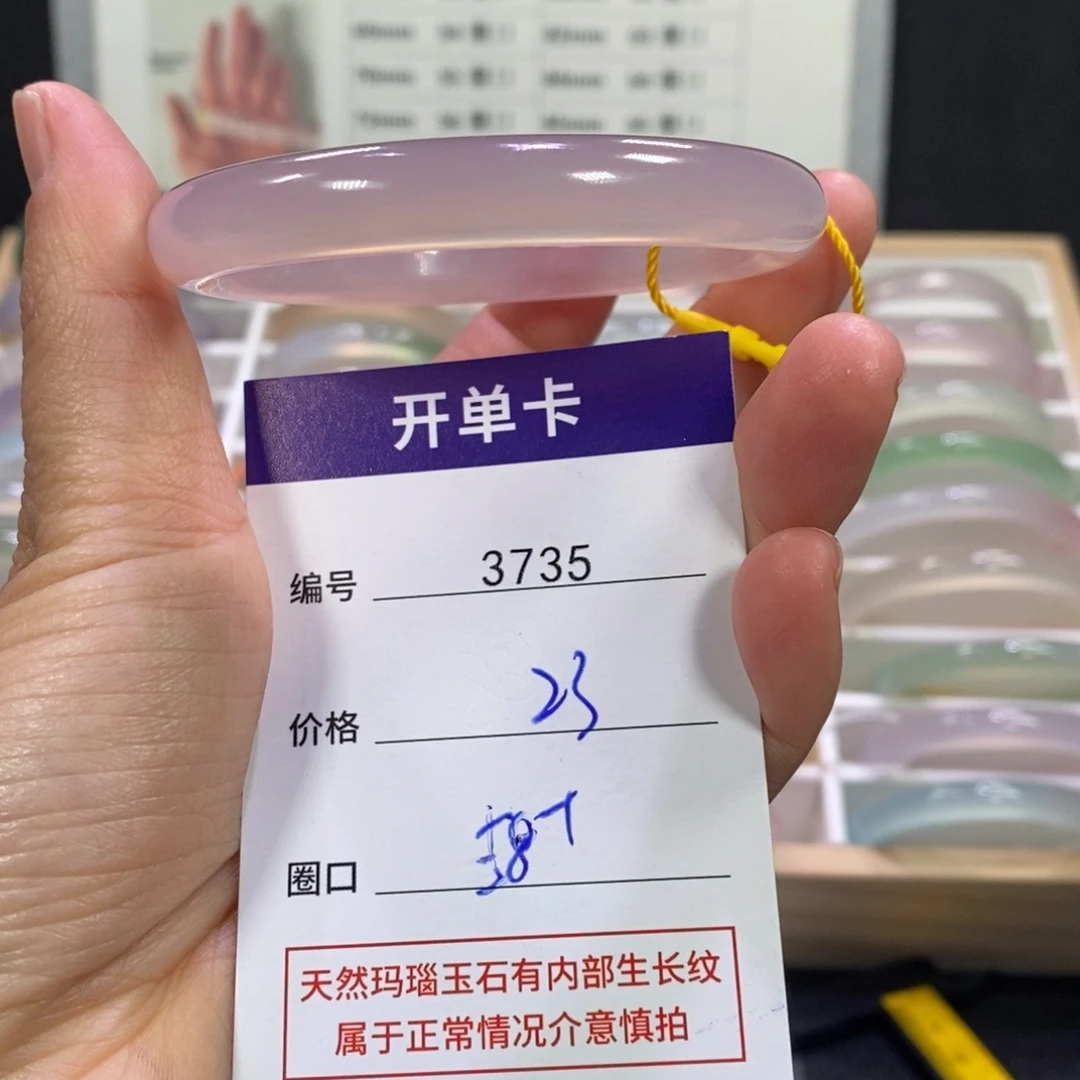 开单卡
编号 3735
价格 23
圈口
天然玛瑙玉石有内部生长纹
属于正常情况介意慎拍